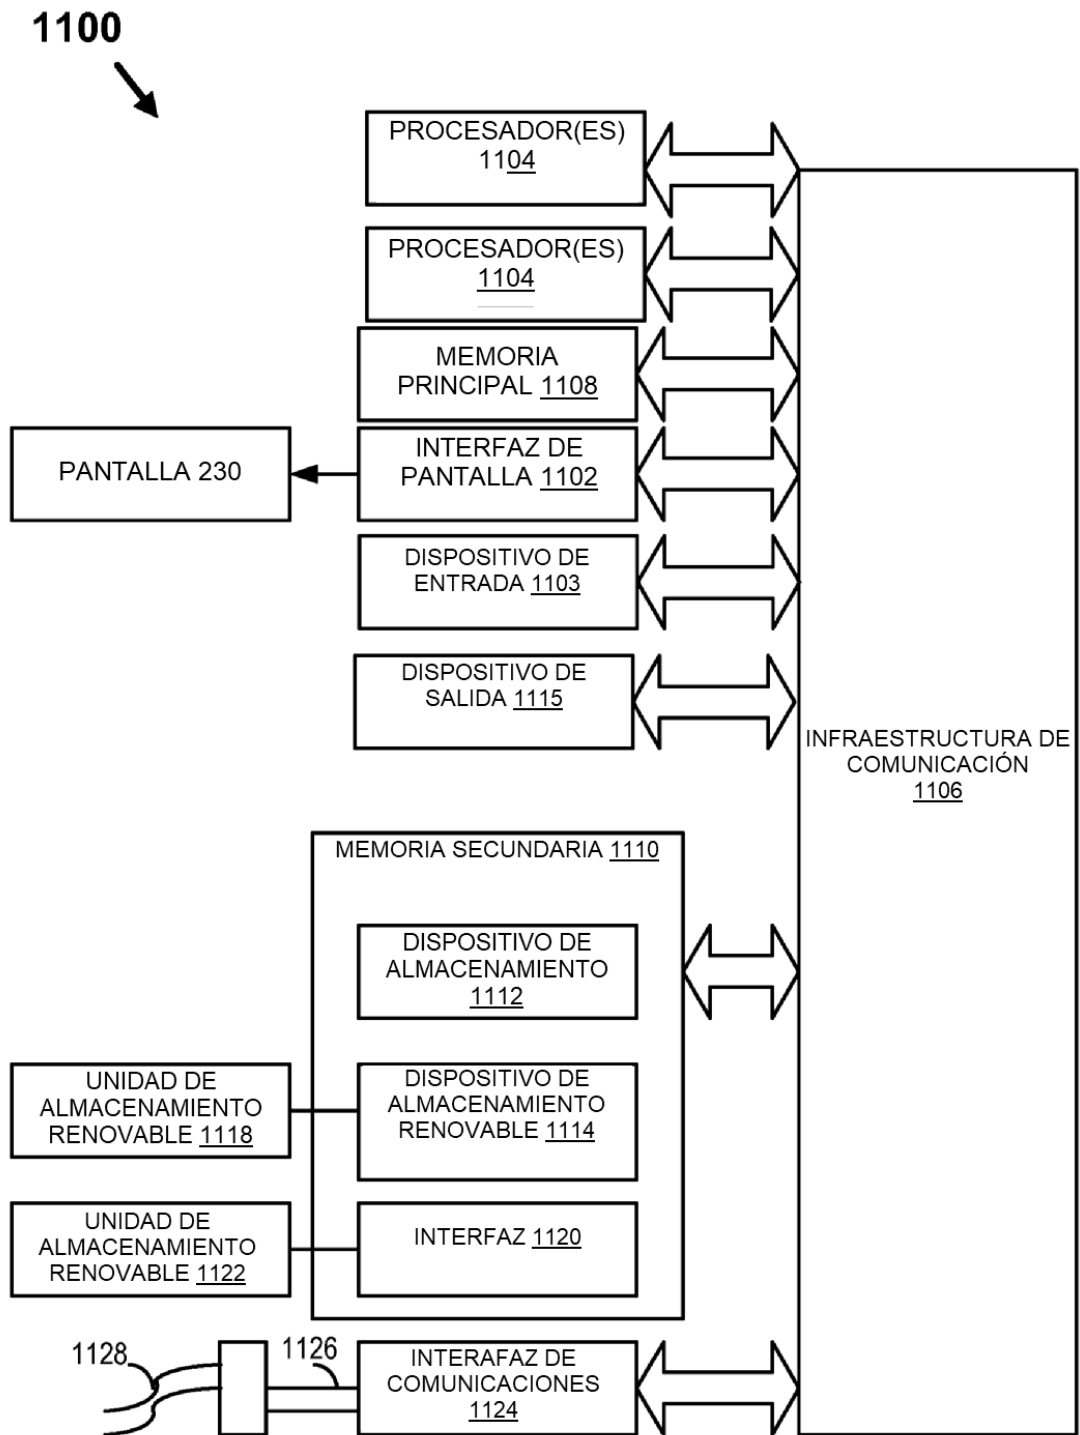 1100
PROCESADOR(ES)
1104
PROCESADOR(ES)
1104
MEMORIA
PRINCIPAL 1108
PANTALLA 230
INTERFAZ DE
PANTALLA 1102
DISPOSITIVO DE
ENTRADA 1103
DISPOSITIVO DE
SALIDA 1115
INFRAESTRUCTURA DE
COMUNICACIÓN
1106
MEMORIA SECUNDARIA 1110
DISPOSITIVO DE
ALMACENAMIENTO
1112
UNIDAD DE
ALMACENAMIENTO
RENOVABLE 1118
DISPOSITIVO DE
ALMACENAMIENTO
RENOVABLE 1114
UNIDAD DE
ALMACENAMIENTO
RENOVABLE 1122
INTERFAZ 1120
1128
1126
INTERAFAZ DE
COMUNICACIONES
1124